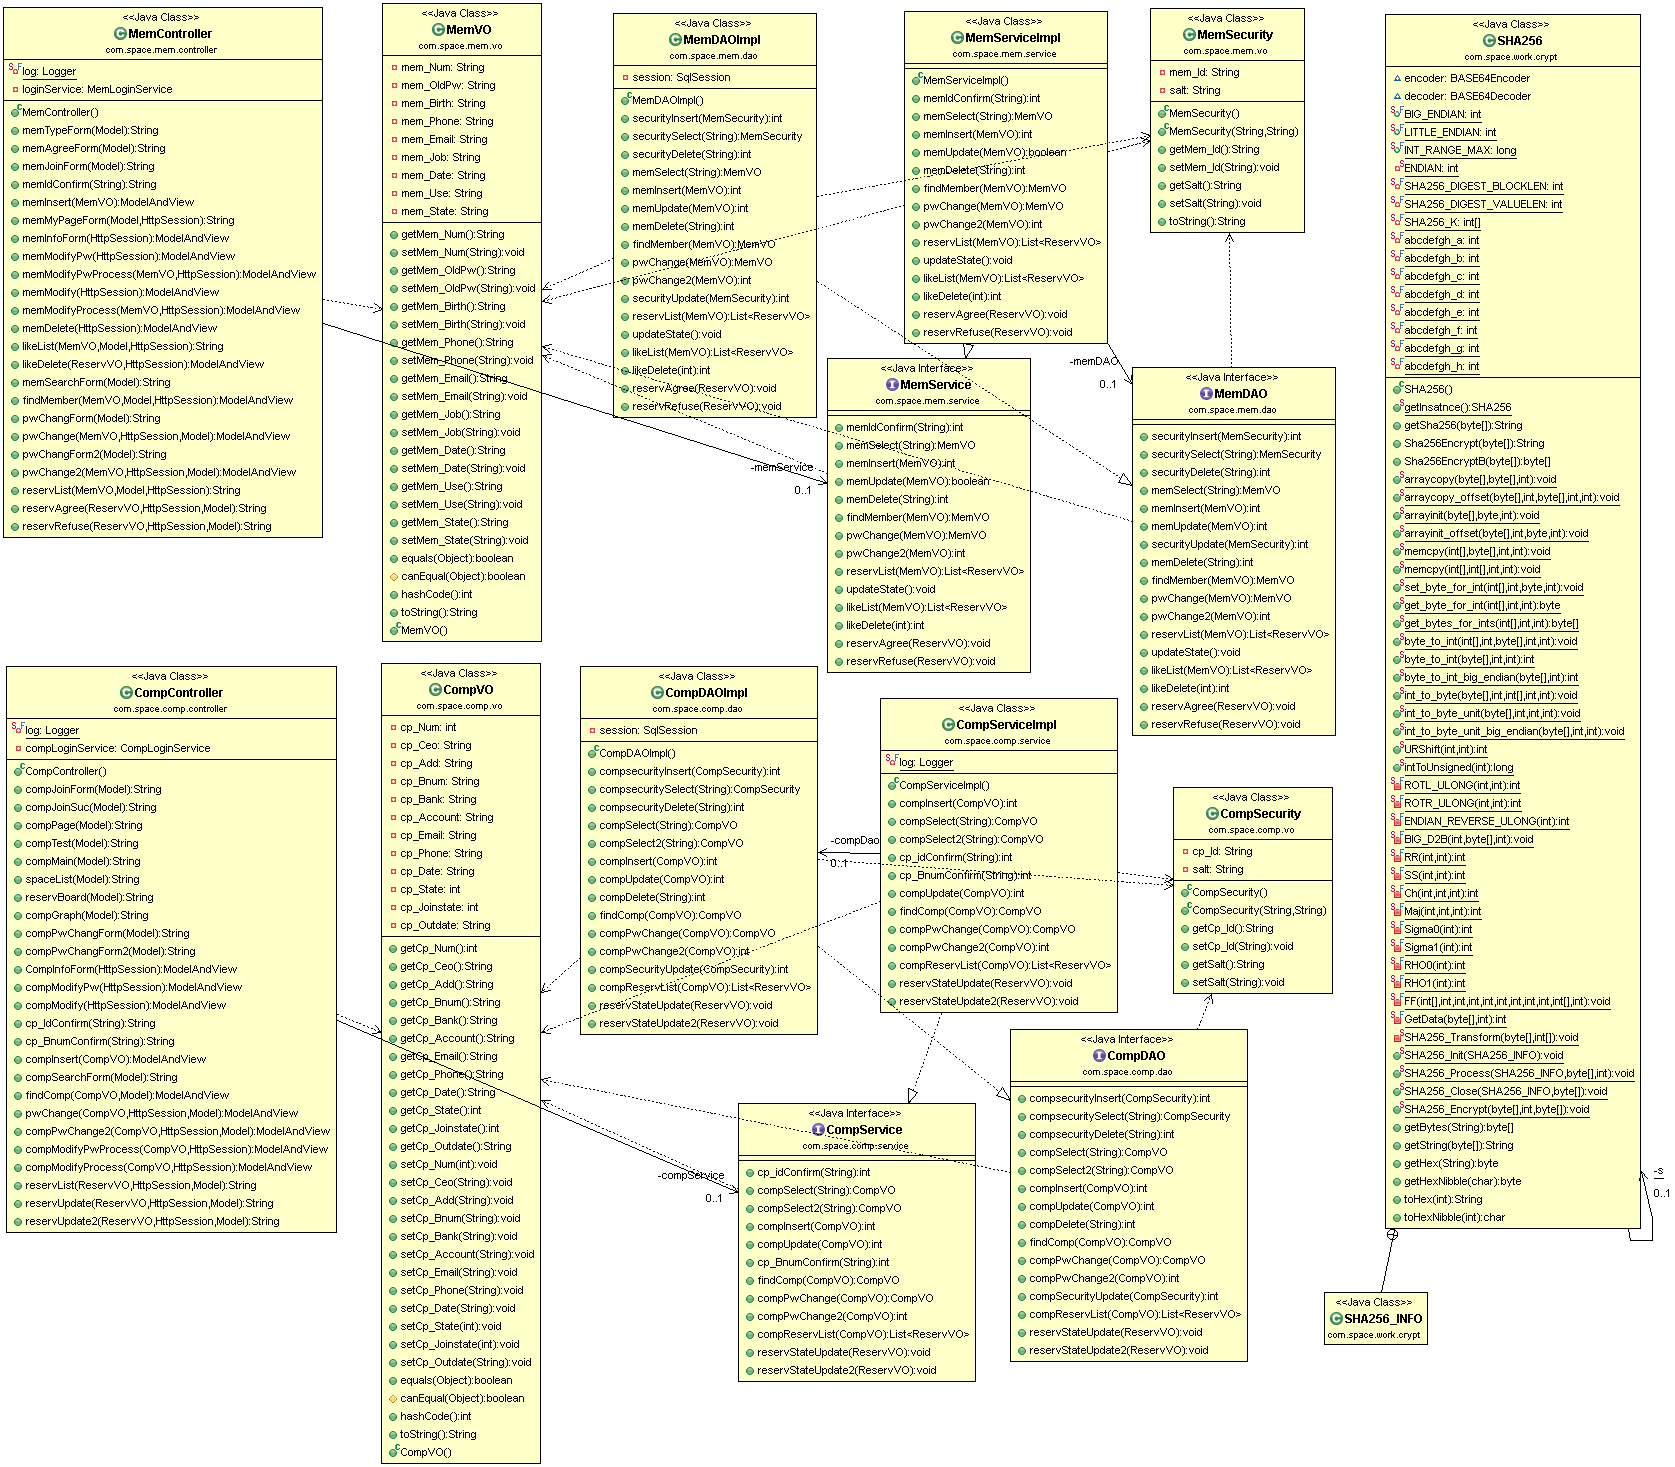 <<Java Class>>
MemController
com.space.mem.controller
log: Logger
loginService: MemLoginService
MemController()
memTypeForm(Model):String
memAgreeForm(Model):String
memJoinForm(Model):String
memIdConfirm(String):String
memInsert(MemVO):ModelAndView
memMyPageForm(Model,HttpSession):String
memInfoForm(HttpSession):ModelAndView
memModifyPw(HttpSession):ModelAndView
memModifyPwProcess(MemVO,HttpSession):ModelAndView
memModify(HttpSession):ModelAndView
memModifyProcess(MemVO,HttpSession):ModelAndView
memDelete(HttpSession):ModelAndView
likeList(MemVO,Model,HttpSession):String
likeDelete(ReservVO,HttpSession):ModelAndView
memSearchForm(Model):String
findMember(MemVO,Model,HttpSession):ModelAndView
pwChangForm(Model):String
pwChange(MemVO,HttpSession,Model):ModelAndView
pwChangForm2(Model):String
pwChange2(MemVO,HttpSession,Model):ModelAndView
reservList(MemVO,Model,HttpSession):String
reservAgree(ReservVO,HttpSession,Model):String
reservRefuse(ReservVO,HttpSession,Model):String
<<Java Class>>
MemVO
com.space.mem.vo
mem_Num: String
mem_OldPw: String
mem_Birth: String
mem_Phone: String
mem_Email: String
mem_Job: String
mem_Date: String
mem_Use: String
mem_State: String
getMem_Num():String
setMem_Num(String):void
getMem_OldPw():String
setMem_OldPw(String):void
getMem_Birth():String
setMem_Birth(String):void
getMem_Phone():String
setMem_Phone(String):void
getMem_Email():String
setMem_Email(String):void
getMem_Job():String
setMem_Job(String):void
getMem_Date():String
setMem_Date(String):void
getMem_Use():String
setMem_Use(String):void
getMem_State():String
setMem_State(String):void
equals(Object):boolean
canEqual(Object):boolean
hashCode():int
toString():String
MemVO()
<<Java Class>>
MemDAOImpl
com.space.mem.dao
session: SqlSession
MemDAOImpl()
securityInsert(MemSecurity):int
securitySelect(String):MemSecurity
securityDelete(String):int
memSelect(String):MemVO
memInsert(MemVO):int
memUpdate(MemVO):int
memDelete(String):int
findMember(MemVO):MemVO
pwChange(MemVO):MemVO
pwChange2(MemVO):int
securityUpdate(MemSecurity):int
reservList(MemVO):List<ReservVO>
updateState():void
likeList(MemVO):List<ReservVO>
likeDelete(int):int
reservAgree(ReservVO):void
reservRefuse(ReservVO):void
<<Java Class>>
MemServiceImpl
com.space.mem.service
MemServiceImpl()
memIdConfirm(String):int
memSelect(String):MemVO
memInsert(MemVO):int
memUpdate(MemVO):boolean
memDelete(String):int
findMember(MemVO):MemVO
pwChange(MemVO):MemVO
pwChange2(MemVO):int
reservList(MemVO):List<ReservVO>
updateState():void
likeList(MemVO):List<ReservVO>
likeDelete(int):int
reservAgree(ReservVO):void
reservRefuse(ReservVO):void
<<Java Class>>
MemSecurity
com.space.mem.vo
mem_Id: String
salt: String
MemSecurity()
MemSecurity(String,String)
getMem_Id():String
setMem_Id(String):void
getSalt():String
setSalt(String):void
toString():String
<<Java Interface>>
MemService
com.space.mem.service
memIdConfirm(String):int
memSelect(String):MemVO
memInsert(MemVO):int
memUpdate(MemVO):boolean
memDelete(String):int
findMember(MemVO):MemVO
pwChange(MemVO):MemVO
pwChange2(MemVO):int
reservList(MemVO):List<ReservVO>
updateState():void
likeList(MemVO):List<ReservVO>
likeDelete(int):int
reservAgree(ReservVO):void
reservRefuse(ReservVO):void
-memService
0..1
-memDAO
0..1
<<Java Interface>>
MemDAO
com.space.mem.dao
securityInsert(MemSecurity):int
securitySelect(String):MemSecurity
securityDelete(String):int
memSelect(String):MemVO
memInsert(MemVO):int
memUpdate(MemVO):int
securityUpdate(MemSecurity):int
memDelete(String):int
findMember(MemVO):MemVO
pwChange(MemVO):MemVO
pwChange2(MemVO):int
reservList(MemVO):List<ReservVO>
updateState():void
likeList(MemVO):List<ReservVO>
likeDelete(int):int
reservAgree(ReservVO):void
reservRefuse(ReservVO):void
<<Java Class>>
SHA256
com.space.work.crypt
encoder: BASE64Encoder
decoder: BASE64Decoder
BIG_ENDIAN: int
LITTLE_ENDIAN: int
INT_RANGE_MAX: long
ENDIAN: int
SHA256_DIGEST_BLOCKLEN: int
SHA256_DIGEST_VALUELEN: int
SHA256_K: int[]
abcdefgh_a: int
abcdefgh_b: int
abcdefgh_c: int
abcdefgh_d: int
abcdefgh_e: int
abcdefgh_f: int
abcdefgh_g: int
abcdefgh_h: int
SHA256()
getInsatnce():SHA256
getSha256(byte[]):String
Sha256Encrypt(byte[]):String
Sha256EncryptB(byte[]):byte[]
arraycopy(byte[],byte[],int):void
arraycopy_offset(byte[],int,byte[],int,int):void
arrayinit(byte[],byte,int):void
arrayinit_offset(byte[],int,byte,int):void
memcpy(int[],byte[],int,int):void
memcpy(int[],int[],int,int):void
set_byte_for_int(int[],int,byte,int):void
get_byte_for_int(int[],int,int):byte
get_bytes_for_ints(int[],int,int):byte[]
byte_to_int(int[],int,byte[],int,int):void
byte_to_int(byte[],int,int):int
byte_to_int_big_endian(byte[],int):int
int_to_byte(byte[],int,int[],int,int):void
int_to_byte_unit(byte[],int,int,int):void
int_to_byte_unit_big_endian(byte[],int,int):void
URShift(int,int):int
intToUnsigned(int):long
ROTL_ULONG(int,int):int
ROTR_ULONG(int,int):int
ENDIAN_REVERSE_ULONG(int):int
BIG_D2B(int,byte[],int):void
RR(int,int):int
SS(int,int):int
Ch(int,int,int):int
Maj(int,int,int):int
Sigma0(int):int
Sigma1(int):int
RHO0(int):int
RHO1(int):int
FF(int[],int,int,int,int,int,int,int,int,int[],int):void
GetData(byte[],int):int
SHA256_Transform(byte[],int[]):void
SHA256_Init(SHA256_INFO):void
SHA256_Process(SHA256_INFO,byte[],int):void
SHA256_Close(SHA256_INFO,byte[]):void
SHA256_Encrypt(byte[],int,byte[]):void
getBytes(String):byte[]
getString(byte[]):String
getHex(String):byte
getHexNibble(char):byte
toHex(int):String
toHexNibble(int):char
-s
0..1
<<Java Class>>
SHA256_INFO
com.space.work.crypt
<<Java Class>>
CompController
com.space.comp.controller
log: Logger
compLoginService: CompLoginService
CompController()
compJoinForm(Model):String
compJoinSuc(Model):String
compPage(Model):String
compTest(Model):String
compMain(Model):String
spaceList(Model):String
reservBoard(Model):String
compGraph(Model):String
compPwChangForm(Model):String
compPwChangForm2(Model):String
CompInfoForm(HttpSession):ModelAndView
compModifyPw(HttpSession):ModelAndView
compModify(HttpSession):ModelAndView
cp_IdConfirm(String):String
cp_BnumConfirm(String):String
compInsert(CompVO):ModelAndView
compSearchForm(Model):String
findComp(CompVO,Model):ModelAndView
pwChange(CompVO,HttpSession,Model):ModelAndView
compPwChange2(CompVO,HttpSession,Model):ModelAndView
compModifyPwProcess(CompVO,HttpSession):ModelAndView
compModifyProcess(CompVO,HttpSession):ModelAndView
reservList(ReservVO,HttpSession,Model):String
reservUpdate(ReservVO,HttpSession,Model):String
reservUpdate2(ReservVO,HttpSession,Model):String
<<Java Class>>
CompVO
com.space.comp.vo
cp_Num: int
cp_Ceo: String
cp_Add: String
cp_Bnum: String
cp_Bank: String
cp_Account: String
cp_Email: String
cp_Phone: String
cp_Date: String
cp_State: int
cp_Joinstate: int
cp_Outdate: String
getCp_Num():int
getCp_Ceo():String
getCp_Add():String
getCp_Bnum():String
getCp_Bank():String
getCp_Account():String
getCp_Email():String
getCp_Phone():String
getCp_Date():String
getCp_State():int
getCp_Joinstate():int
getCp_Outdate():String
setCp_Num(int):void
setCp_Ceo(String):void
setCp_Add(String):void
setCp_Bnum(String):void
setCp_Bank(String):void
setCp_Account(String):void
setCp_Email(String):void
setCp_Phone(String):void
setCp_Date(String):void
setCp_State(int):void
setCp_Joinstate(int):void
setCp_Outdate(String):void
equals(Object):boolean
canEqual(Object):boolean
hashCode():int
toString():String
CompVO()
<<Java Class>>
CompDAOImpl
com.space.comp.dao
session: SqlSession
CompDAOImpl()
compsecurityInsert(CompSecurity):int
compsecuritySelect(String):CompSecurity
compsecurityDelete(String):int
compSelect(String):CompVO
compSelect2(String):CompVO
compInsert(CompVO):int
compUpdate(CompVO):int
compDelete(String):int
findComp(CompVO):CompVO
compPwChange(CompVO):CompVO
compPwChange2(CompVO):int
compSecurityUpdate(CompSecurity):int
compReservList(CompVO):List<ReservVO>
reservStateUpdate(ReservVO):void
reservStateUpdate2(ReservVO):void
<<Java Class>>
CompServiceImpl
com.space.comp.service
log: Logger
CompServiceImpl()
compInsert(CompVO):int
compSelect(String):CompVO
compSelect2(String):CompVO
cp_idConfirm(String):int
cp_BnumConfirm(String):int
compUpdate(CompVO):int
findComp(CompVO):CompVO
compPwChange(CompVO):CompVO
compPwChange2(CompVO):int
compReservList(CompVO):List<ReservVO>
reservStateUpdate(ReservVO):void
reservStateUpdate2(ReservVO):void
-compDao
0..1
<<Java Class>>
CompSecurity
com.space.comp.vo
cp_Id: String
salt: String
CompSecurity()
CompSecurity(String,String)
getCp_Id():String
setCp_Id(String):void
getSalt():String
setSalt(String):void
<<Java Interface>>
CompService
com.space.comp.service
cp_idConfirm(String):int
compSelect(String):CompVO
compSelect2(String):CompVO
compInsert(CompVO):int
compUpdate(CompVO):int
cp_BnumConfirm(String):int
findComp(CompVO):CompVO
compPwChange(CompVO):CompVO
compPwChange2(CompVO):int
compReservList(CompVO):List<ReservVO>
reservStateUpdate(ReservVO):void
reservStateUpdate2(ReservVO):void
-compService
0..1
<<Java Interface>>
CompDAO
com.space.comp.dao
compsecurityInsert(CompSecurity):int
compsecuritySelect(String):CompSecurity
compsecurityDelete(String):int
compSelect(String):CompVO
compSelect2(String):CompVO
compInsert(CompVO):int
compUpdate(CompVO):int
compDelete(String):int
findComp(CompVO):CompVO
compPwChange(CompVO):CompVO
compPwChange2(CompVO):int
compSecurityUpdate(CompSecurity):int
compReservList(CompVO):List<ReservVO>
reservStateUpdate(ReservVO):void
reservStateUpdate2(ReservVO):void